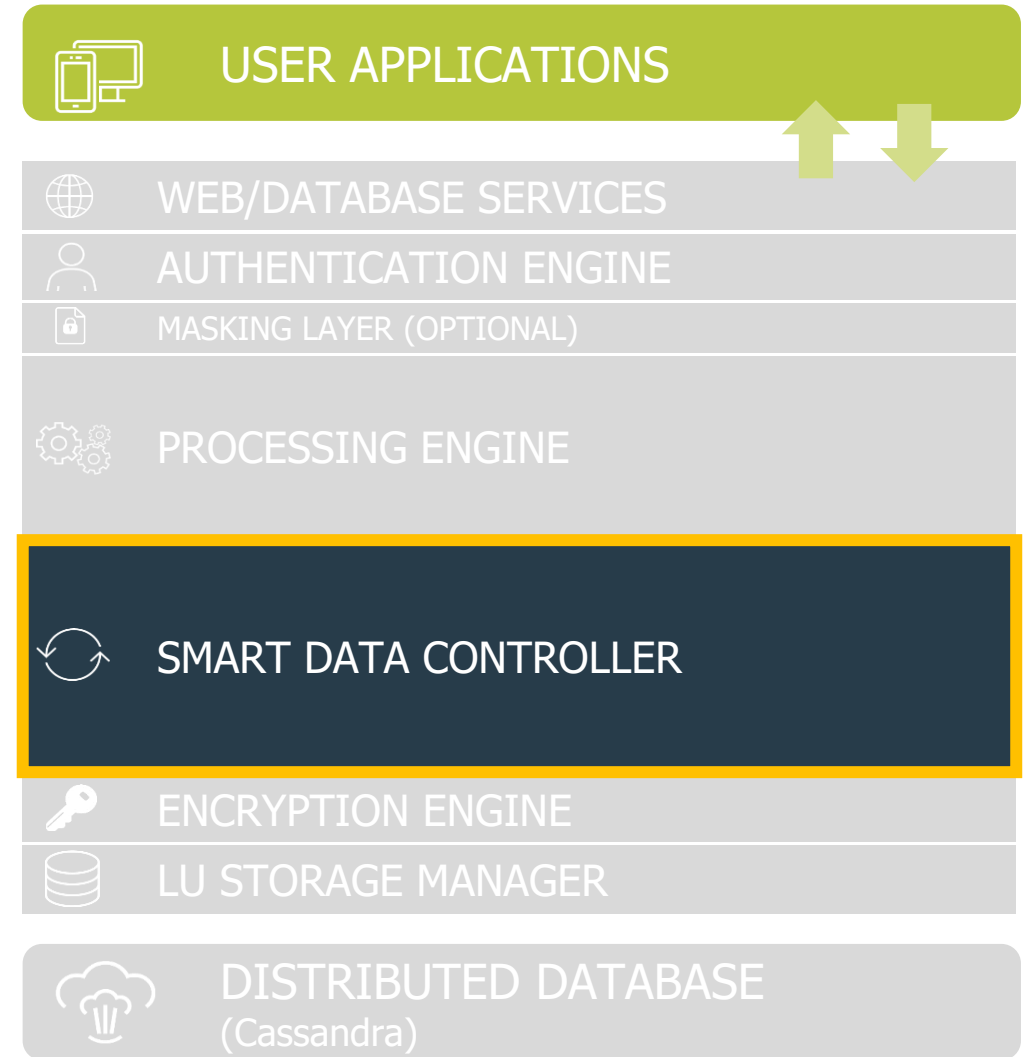 USER APPLICATIONS
WEB/DATABASE SERVICES
AUTHENTICATION ENGINE
MASKING LAYER (OPTIONAL)
PROCESSING ENGINE
SMART DATA CONTROLLER
ENCRYPTION ENGINE
LU STORAGE MANAGER
DISTRIBUTED DATABASE
(Cassandra)